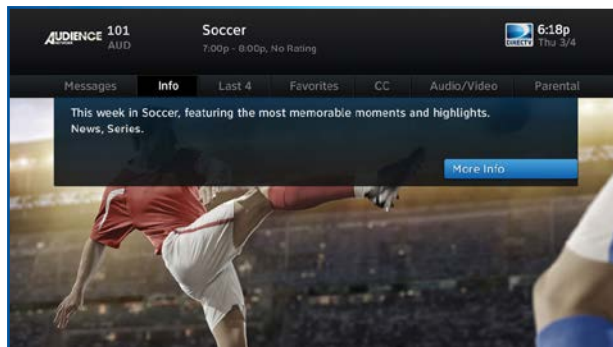 AUDIENCE 101
NETWORK AUD
Soccer
7:00p - 8:00p, No Rating
DIRECTV
6:18p
Thu 3/4
Messages Info Last 4 Favorites CC Audio/Video Parental
This week in Soccer, featuring the most memorable moments and highlights.
News, Series.
More Info